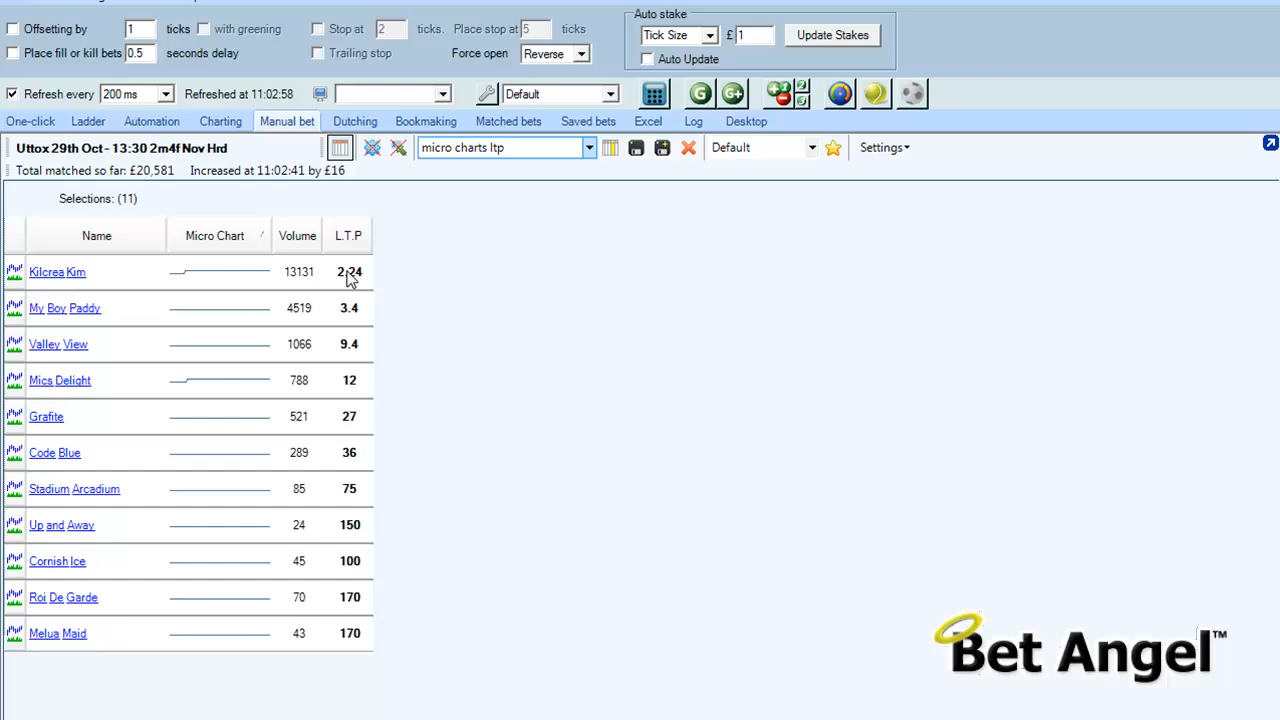 Offsetting by 1 ticks with greening Stop at 2 ticks. Place stop at 5 ticks
Auto stake
Tick Size £ 1 Update Stakes
Place fill or kill bets 0.5 seconds delay Trailing stop Force open Reverse
Auto Update
Refresh every 200 ms Refreshed at 11:02:58 Default G G+
One-click Ladder Automation Charting Manual bet Dutching Bookmaking Matched bets Saved bets Excel Log Desktop
Uttox 29th Oct - 13:30 2m4f Nov Hrd micro charts ltp Default Settings
Total matched so far: £20,581 Increased at 11:02:41 by £16
Selections: (11)
Name Micro Chart Volume L.T.P
Kilcrea Kim 13131 2.24
My Boy Paddy 4519 3.4
Valley View 1066 9.4
Mics Delight 788 12
Grafite 521 27
Code Blue 289 36
Stadium Arcadium 85 75
Up and Away 24 150
Cornish Ice 45 100
Roi De Garde 70 170
Melua Maid 43 170
Bet Angel™